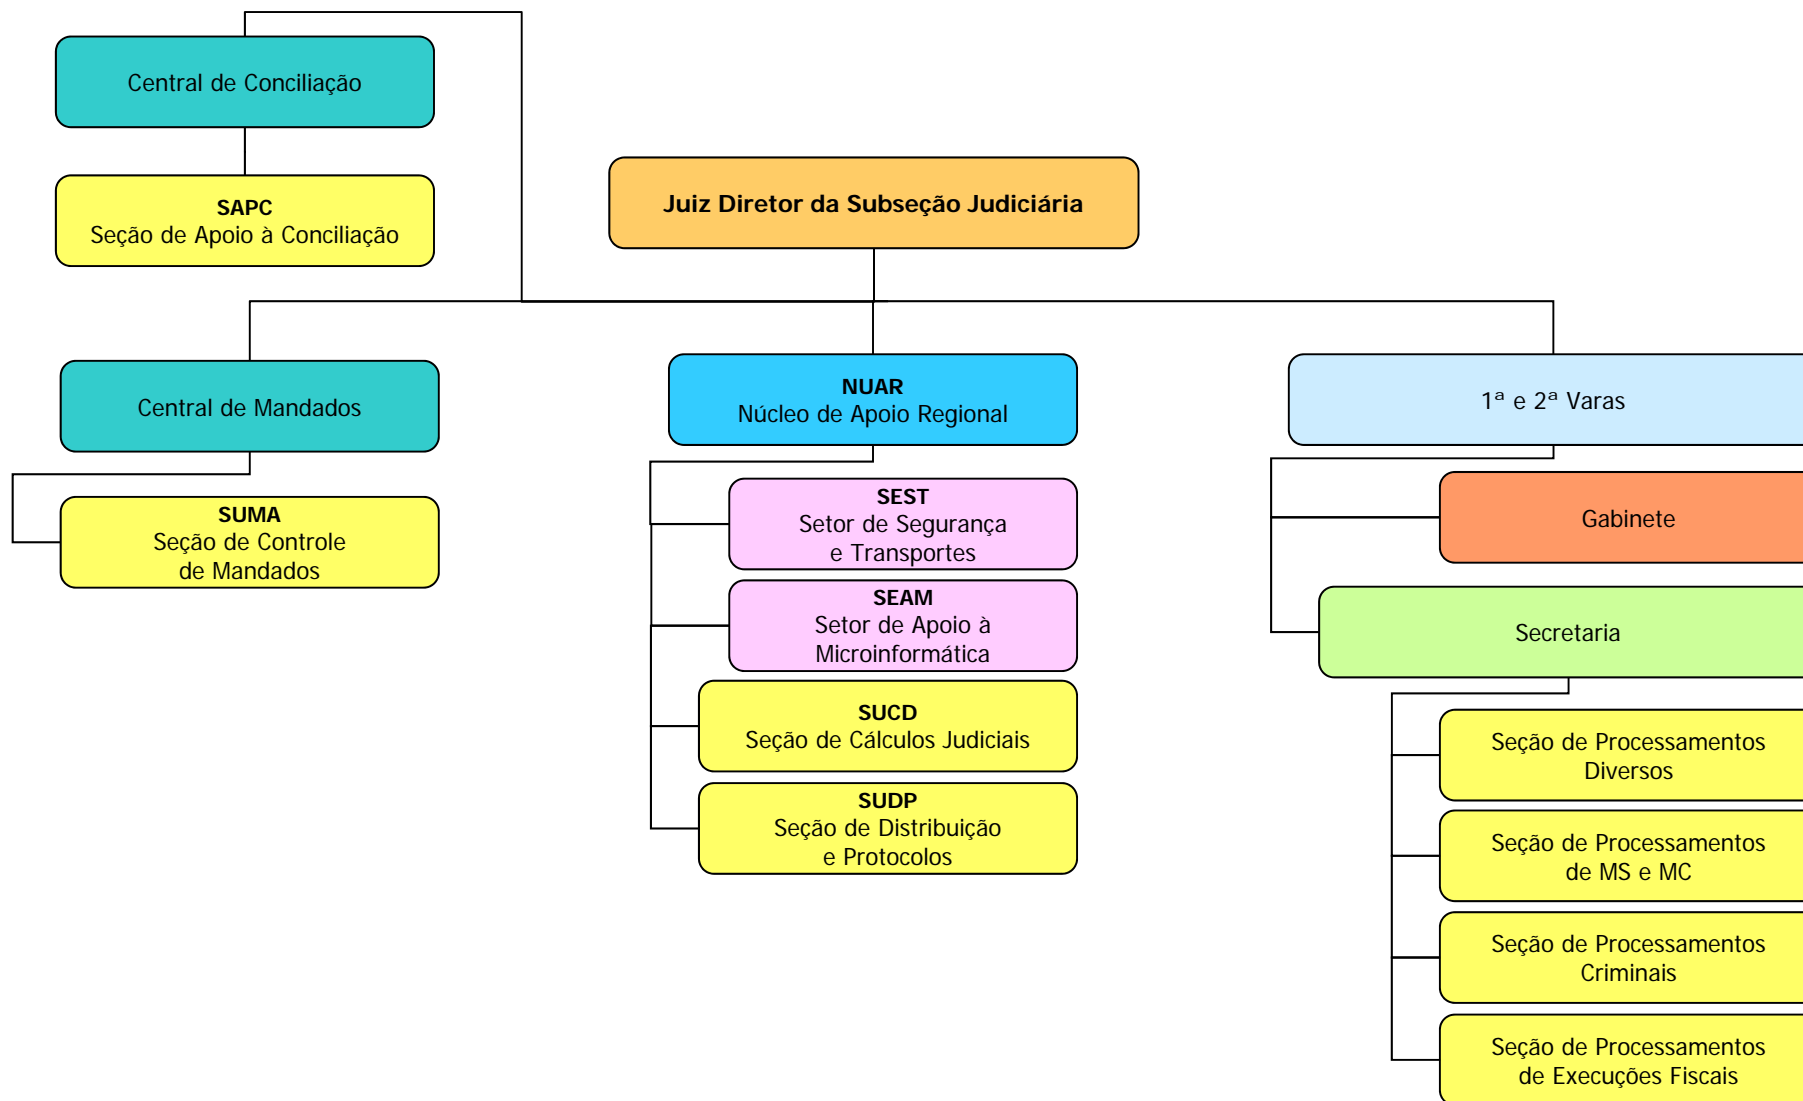 Central de Conciliação
SAPC
Seção de Apoio à Conciliação
Juiz Diretor da Subseção Judiciária
Central de Mandados
SUMA
Seção de Controle
de Mandados
NUAR
Núcleo de Apoio Regional
SEST
Setor de Segurança
e Transportes
SEAM
Setor de Apoio à
Microinformática
SUCD
Seção de Cálculos Judiciais
SUDP
Seção de Distribuição
e Protocolos
1ª e 2ª Varas
Gabinete
Secretaria
Seção de Processamentos
Diversos
Seção de Processamentos
de MS e MC
Seção de Processamentos
Criminais
Seção de Processamentos
de Execuções Fiscais